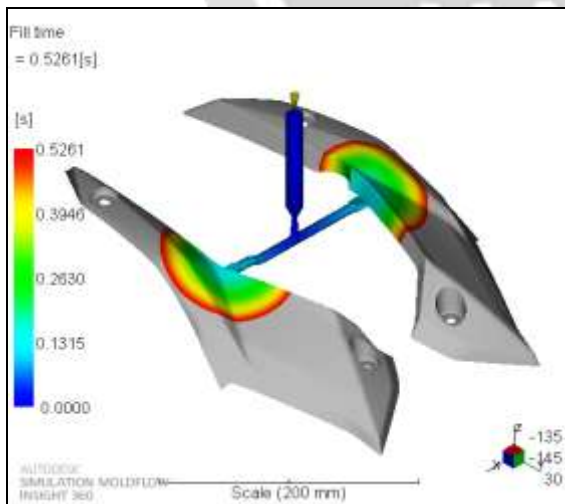 Fill time
= 0.5261[s]
[s]
0.5261
0.3946
0.2630
0.1315
0.0000
AUTODESK
SIMULATION MOLDFLOW
INSIGHT 360
Scale (200 mm)
Z
X
Y
-135
-145
30